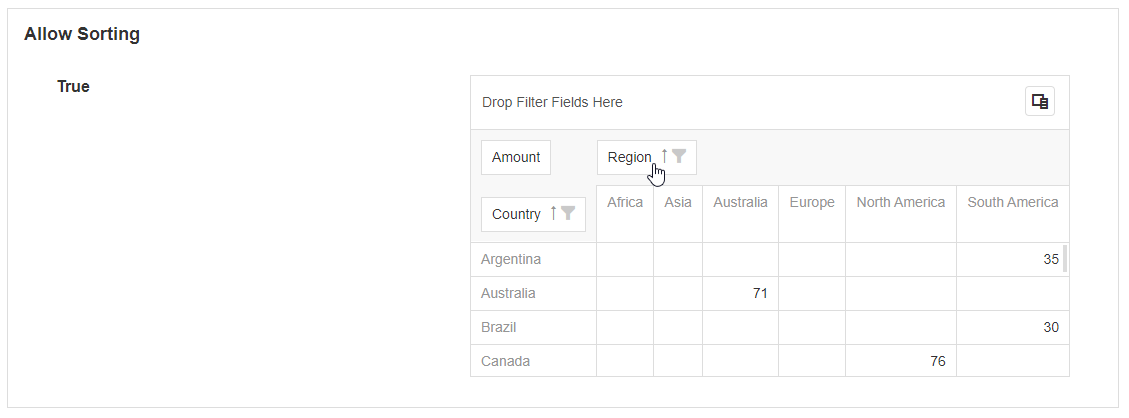 Allow Sorting
True
Drop Filter Fields Here
Amount Region
Country Africa Asia Australia Europe North America South America
Argentina 35
Australia 71
Brazil 30
Canada 76